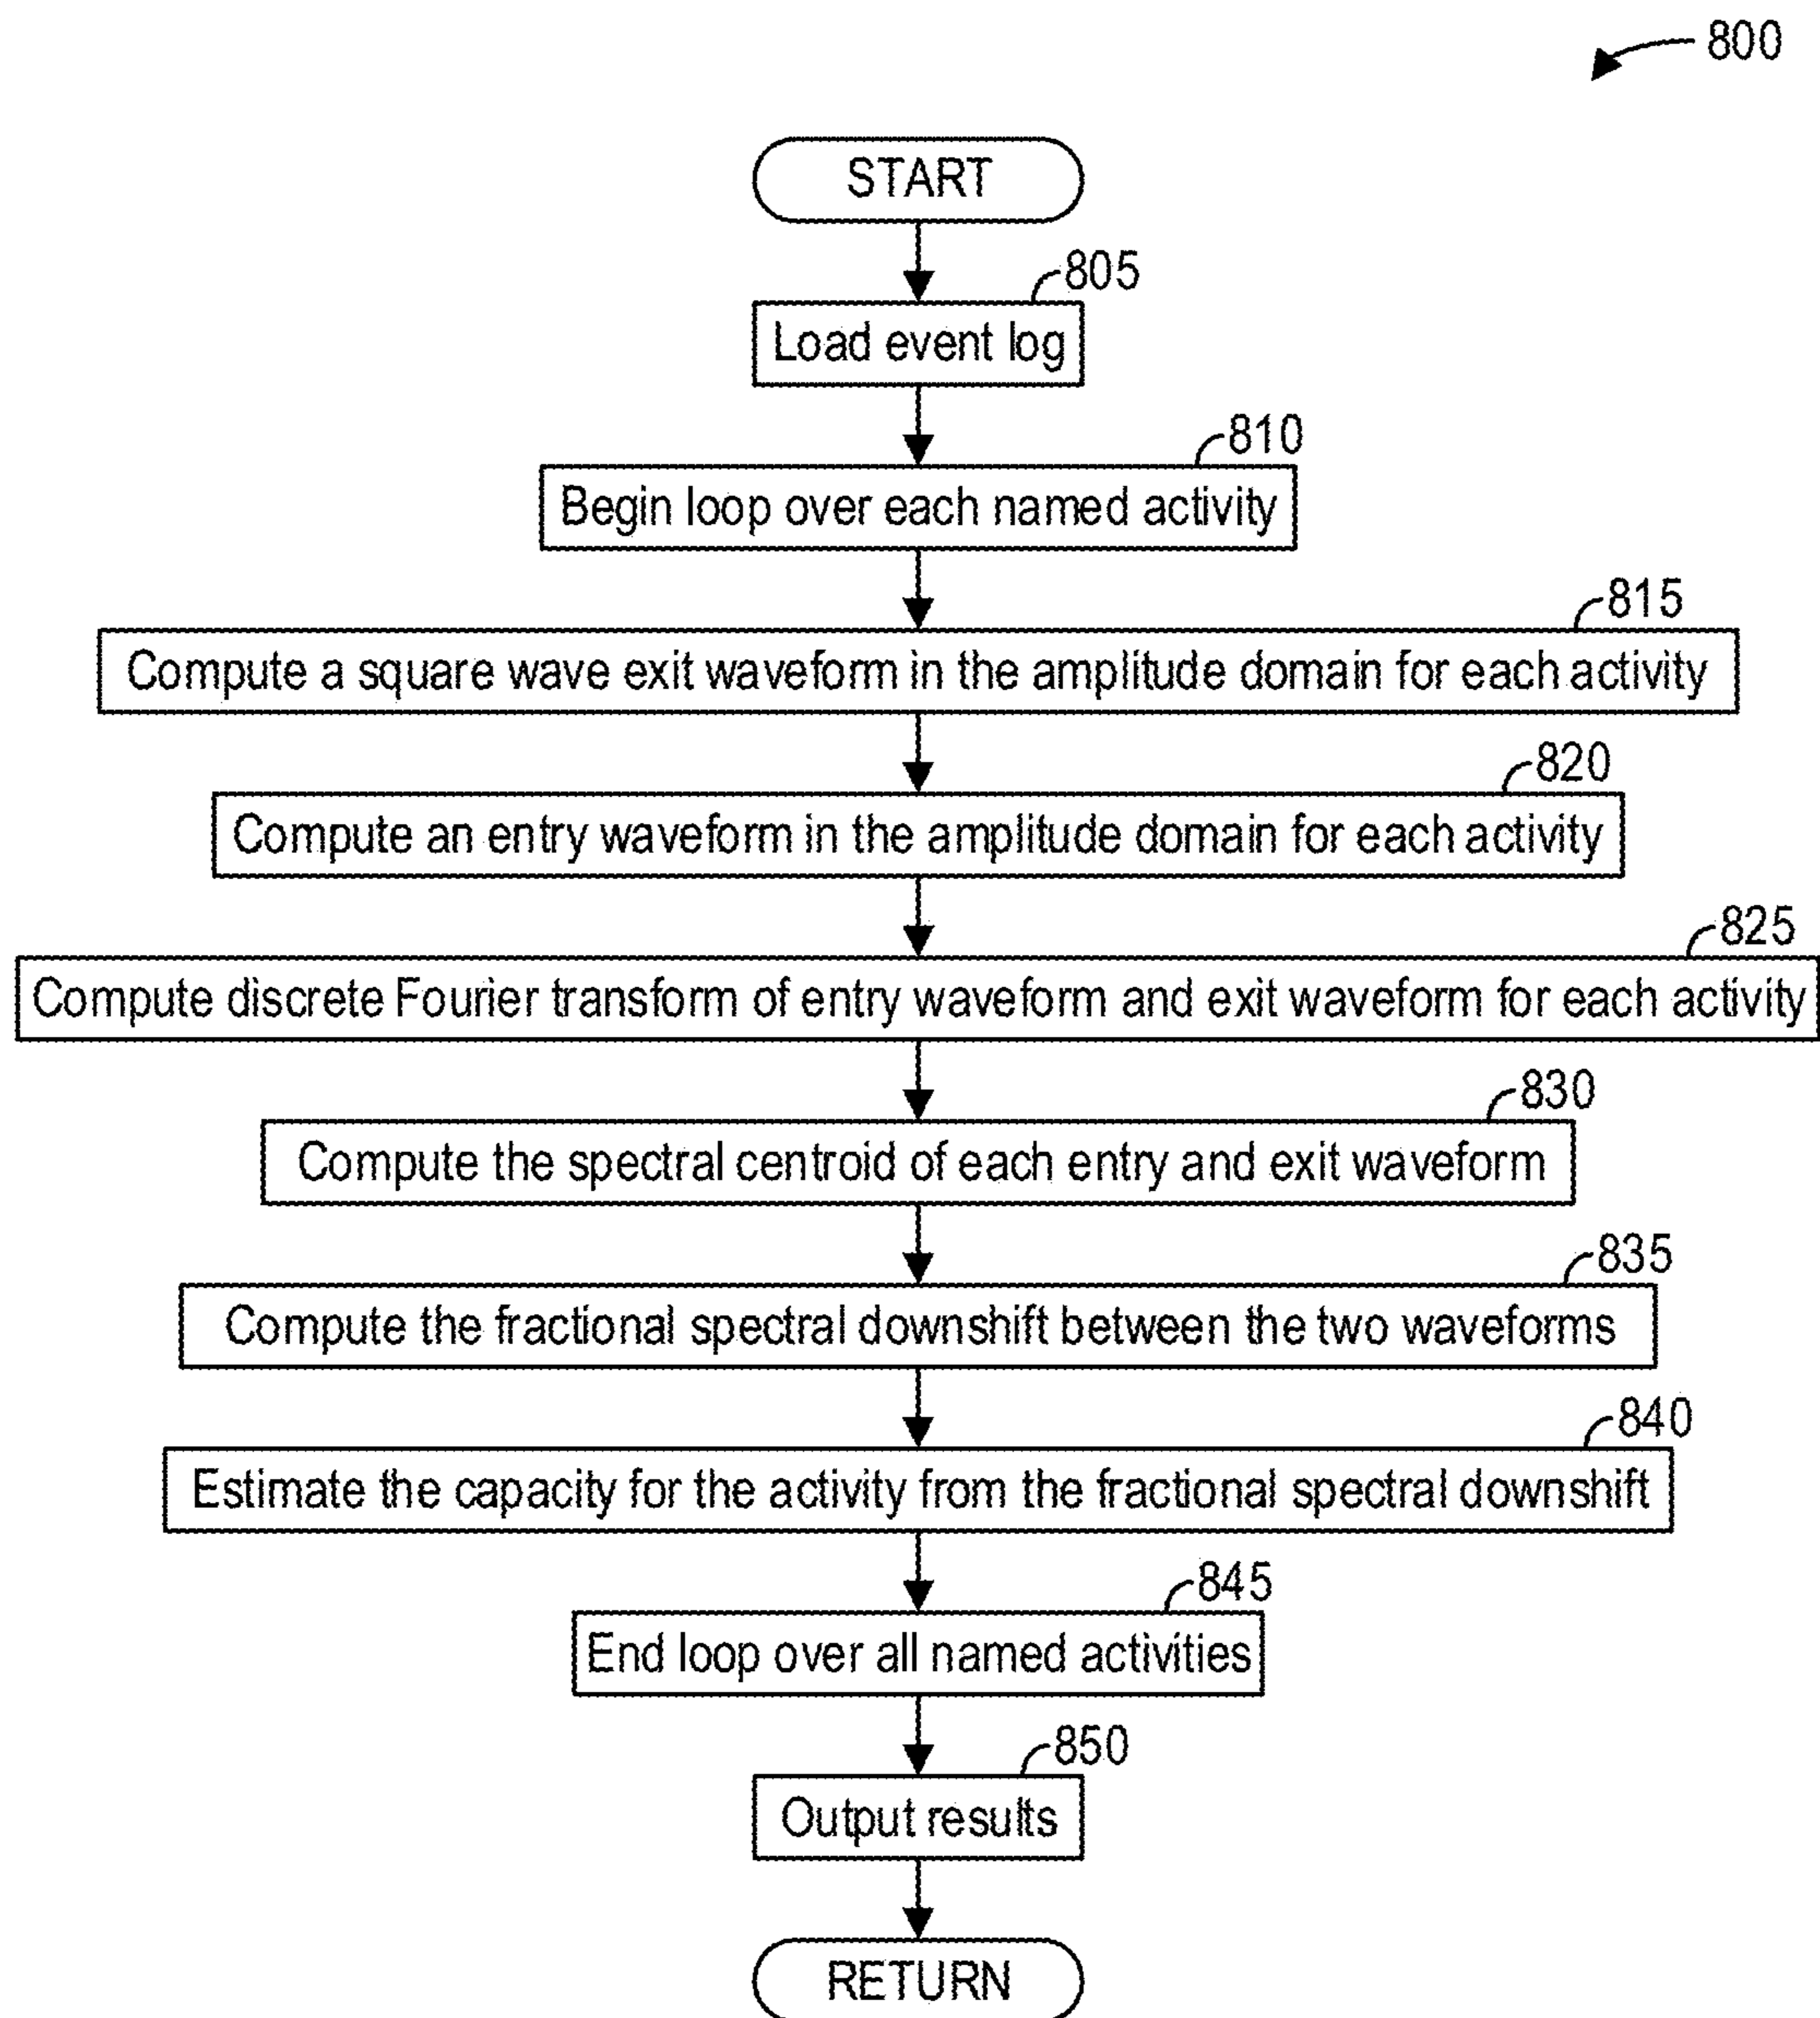 800
START
805
Load event log
810
Begin loop over each named activity
815
Compute a square wave exit waveform in the amplitude domain for each activity
820
Compute an entry waveform in the amplitude domain for each activity
825
Compute discrete Fourier transform of entry waveform and exit waveform for each activity
830
Compute the spectral centroid of each entry and exit waveform
835
Compute the fractional spectral downshift between the two waveforms
840
Estimate the capacity for the activity from the fractional spectral downshift
845
End loop over all named activities
850
Output results
RETURN